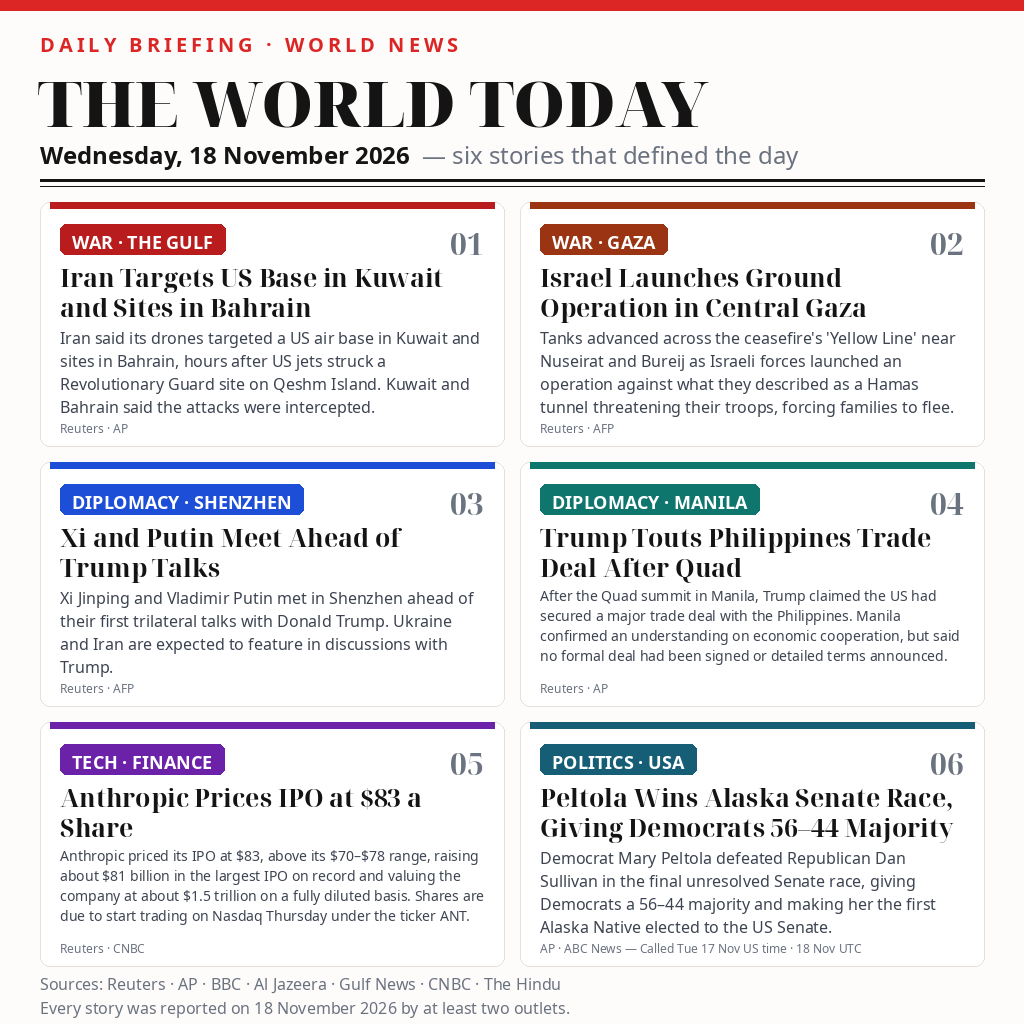 DAILY BRIEFING · WORLD NEWS
THE WORLD TODAY
Wednesday, 18 November 2026 — six stories that defined the day
WAR · THE GULF
01
Iran Targets US Base in Kuwait
and Sites in Bahrain
Iran said its drones targeted a US air base in Kuwait and
sites in Bahrain, hours after US jets struck a
Revolutionary Guard site on Qeshm Island. Kuwait and
Bahrain said the attacks were intercepted.
Reuters · AP
WAR · GAZA
02
Israel Launches Ground
Operation in Central Gaza
Tanks advanced across the ceasefire's 'Yellow Line' near
Nuseirat and Bureij as Israeli forces launched an
operation against what they described as a Hamas
tunnel threatening their troops, forcing families to flee.
Reuters · AFP
DIPLOMACY · SHENZHEN
03
Xi and Putin Meet Ahead of
Trump Talks
Xi Jinping and Vladimir Putin met in Shenzhen ahead of
their first trilateral talks with Donald Trump. Ukraine
and Iran are expected to feature in discussions with
Trump.
Reuters · AFP
DIPLOMACY · MANILA
04
Trump Touts Philippines Trade
Deal After Quad
After the Quad summit in Manila, Trump claimed the US had
secured a major trade deal with the Philippines. Manila
confirmed an understanding on economic cooperation, but said
no formal deal had been signed or detailed terms announced.
Reuters · AP
TECH · FINANCE
05
Anthropic Prices IPO at $83 a
Share
Anthropic priced its IPO at $83, above its $70–$78 range, raising
about $81 billion in the largest IPO on record and valuing the
company at about $1.5 trillion on a fully diluted basis. Shares are
due to start trading on Nasdaq Thursday under the ticker ANT.
Reuters · CNBC
POLITICS · USA
06
Peltola Wins Alaska Senate Race,
Giving Democrats 56–44 Majority
Democrat Mary Peltola defeated Republican Dan
Sullivan in the final unresolved Senate race, giving
Democrats a 56–44 majority and making her the first
Alaska Native elected to the US Senate.
AP · ABC News — Called Tue 17 Nov US time · 18 Nov UTC
Sources: Reuters · AP · BBC · Al Jazeera · Gulf News · CNBC · The Hindu
Every story was reported on 18 November 2026 by at least two outlets.